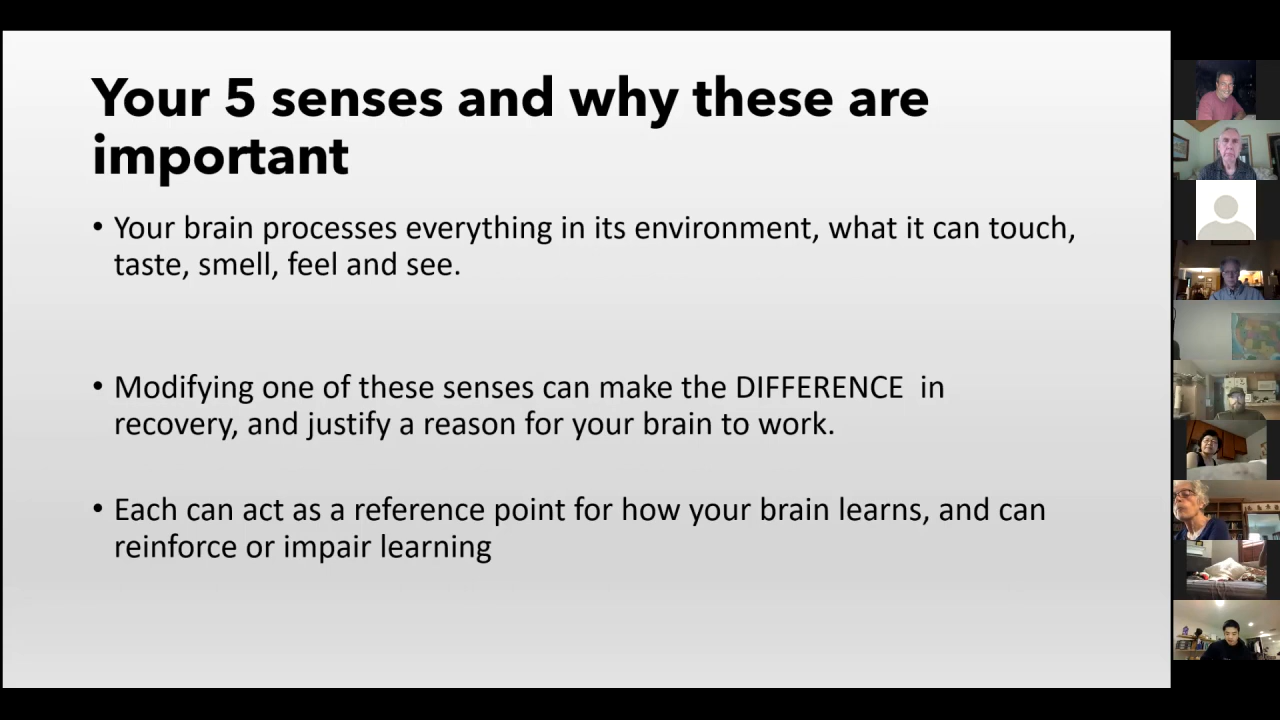 Your 5 senses and why these are
important
• Your brain processes everything in its environment, what it can touch,
taste, smell, feel and see.
• Modifying one of these senses can make the DIFFERENCE  in
recovery, and justify a reason for your brain to work.
• Each can act as a reference point for how your brain learns, and can
reinforce or impair learning